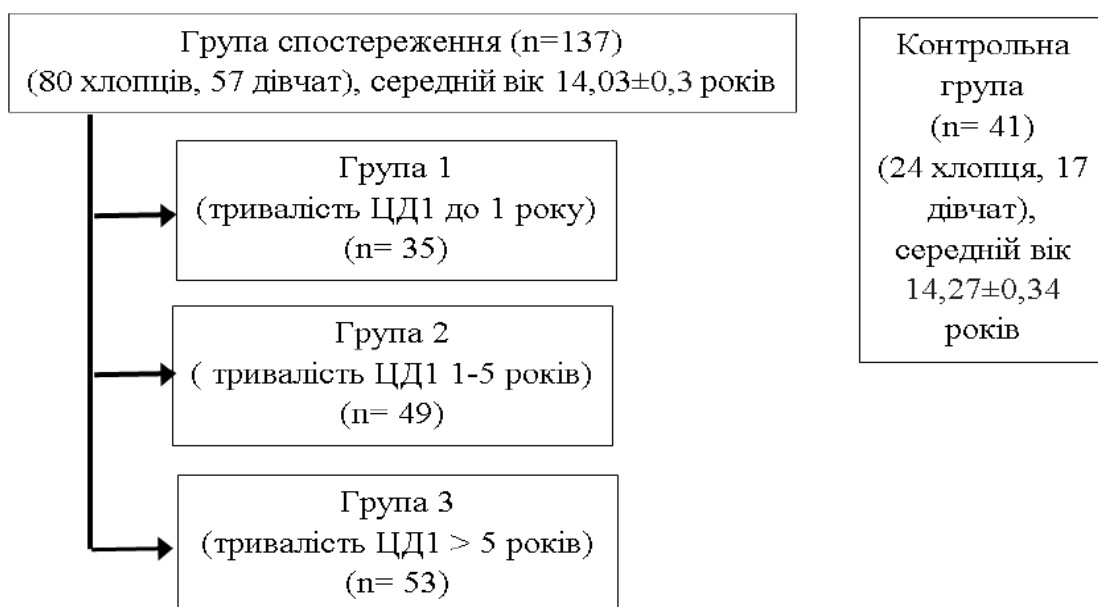 Група спостереження (n=137)
(80 хлопців, 57 дівчат), середній вік 14,03±0,3 років
Група 1
(тривалість ЦД1 до 1 року)
(n= 35)
Група 2
( тривалість ЦД1 1-5 років)
(n= 49)
Група 3
(тривалість ЦД1 > 5 років)
(n= 53)
Контрольна
група
(n= 41)
(24 хлопця, 17
дівчат),
середній вік
14,27±0,34
років